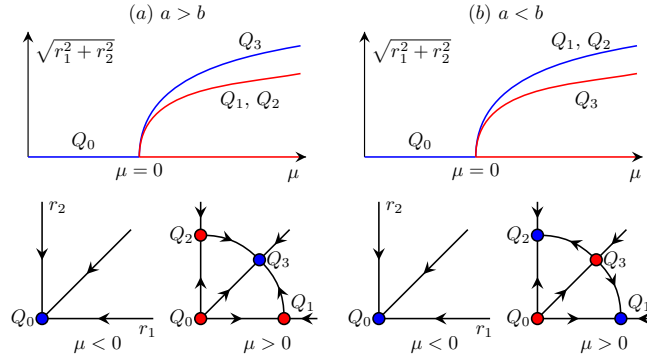 (a) a > b
√(r₁² + r₂²)
Q₃
Q₁, Q₂
Q₀
μ = 0
μ
r₂
Q₀
r₁
μ < 0
Q₂
Q₃
Q₀
Q₁
μ > 0
(b) a < b
√(r₁² + r₂²)
Q₁, Q₂
Q₃
Q₀
μ = 0
μ
r₂
Q₀
r₁
μ < 0
Q₂
Q₃
Q₀
Q₁
μ > 0